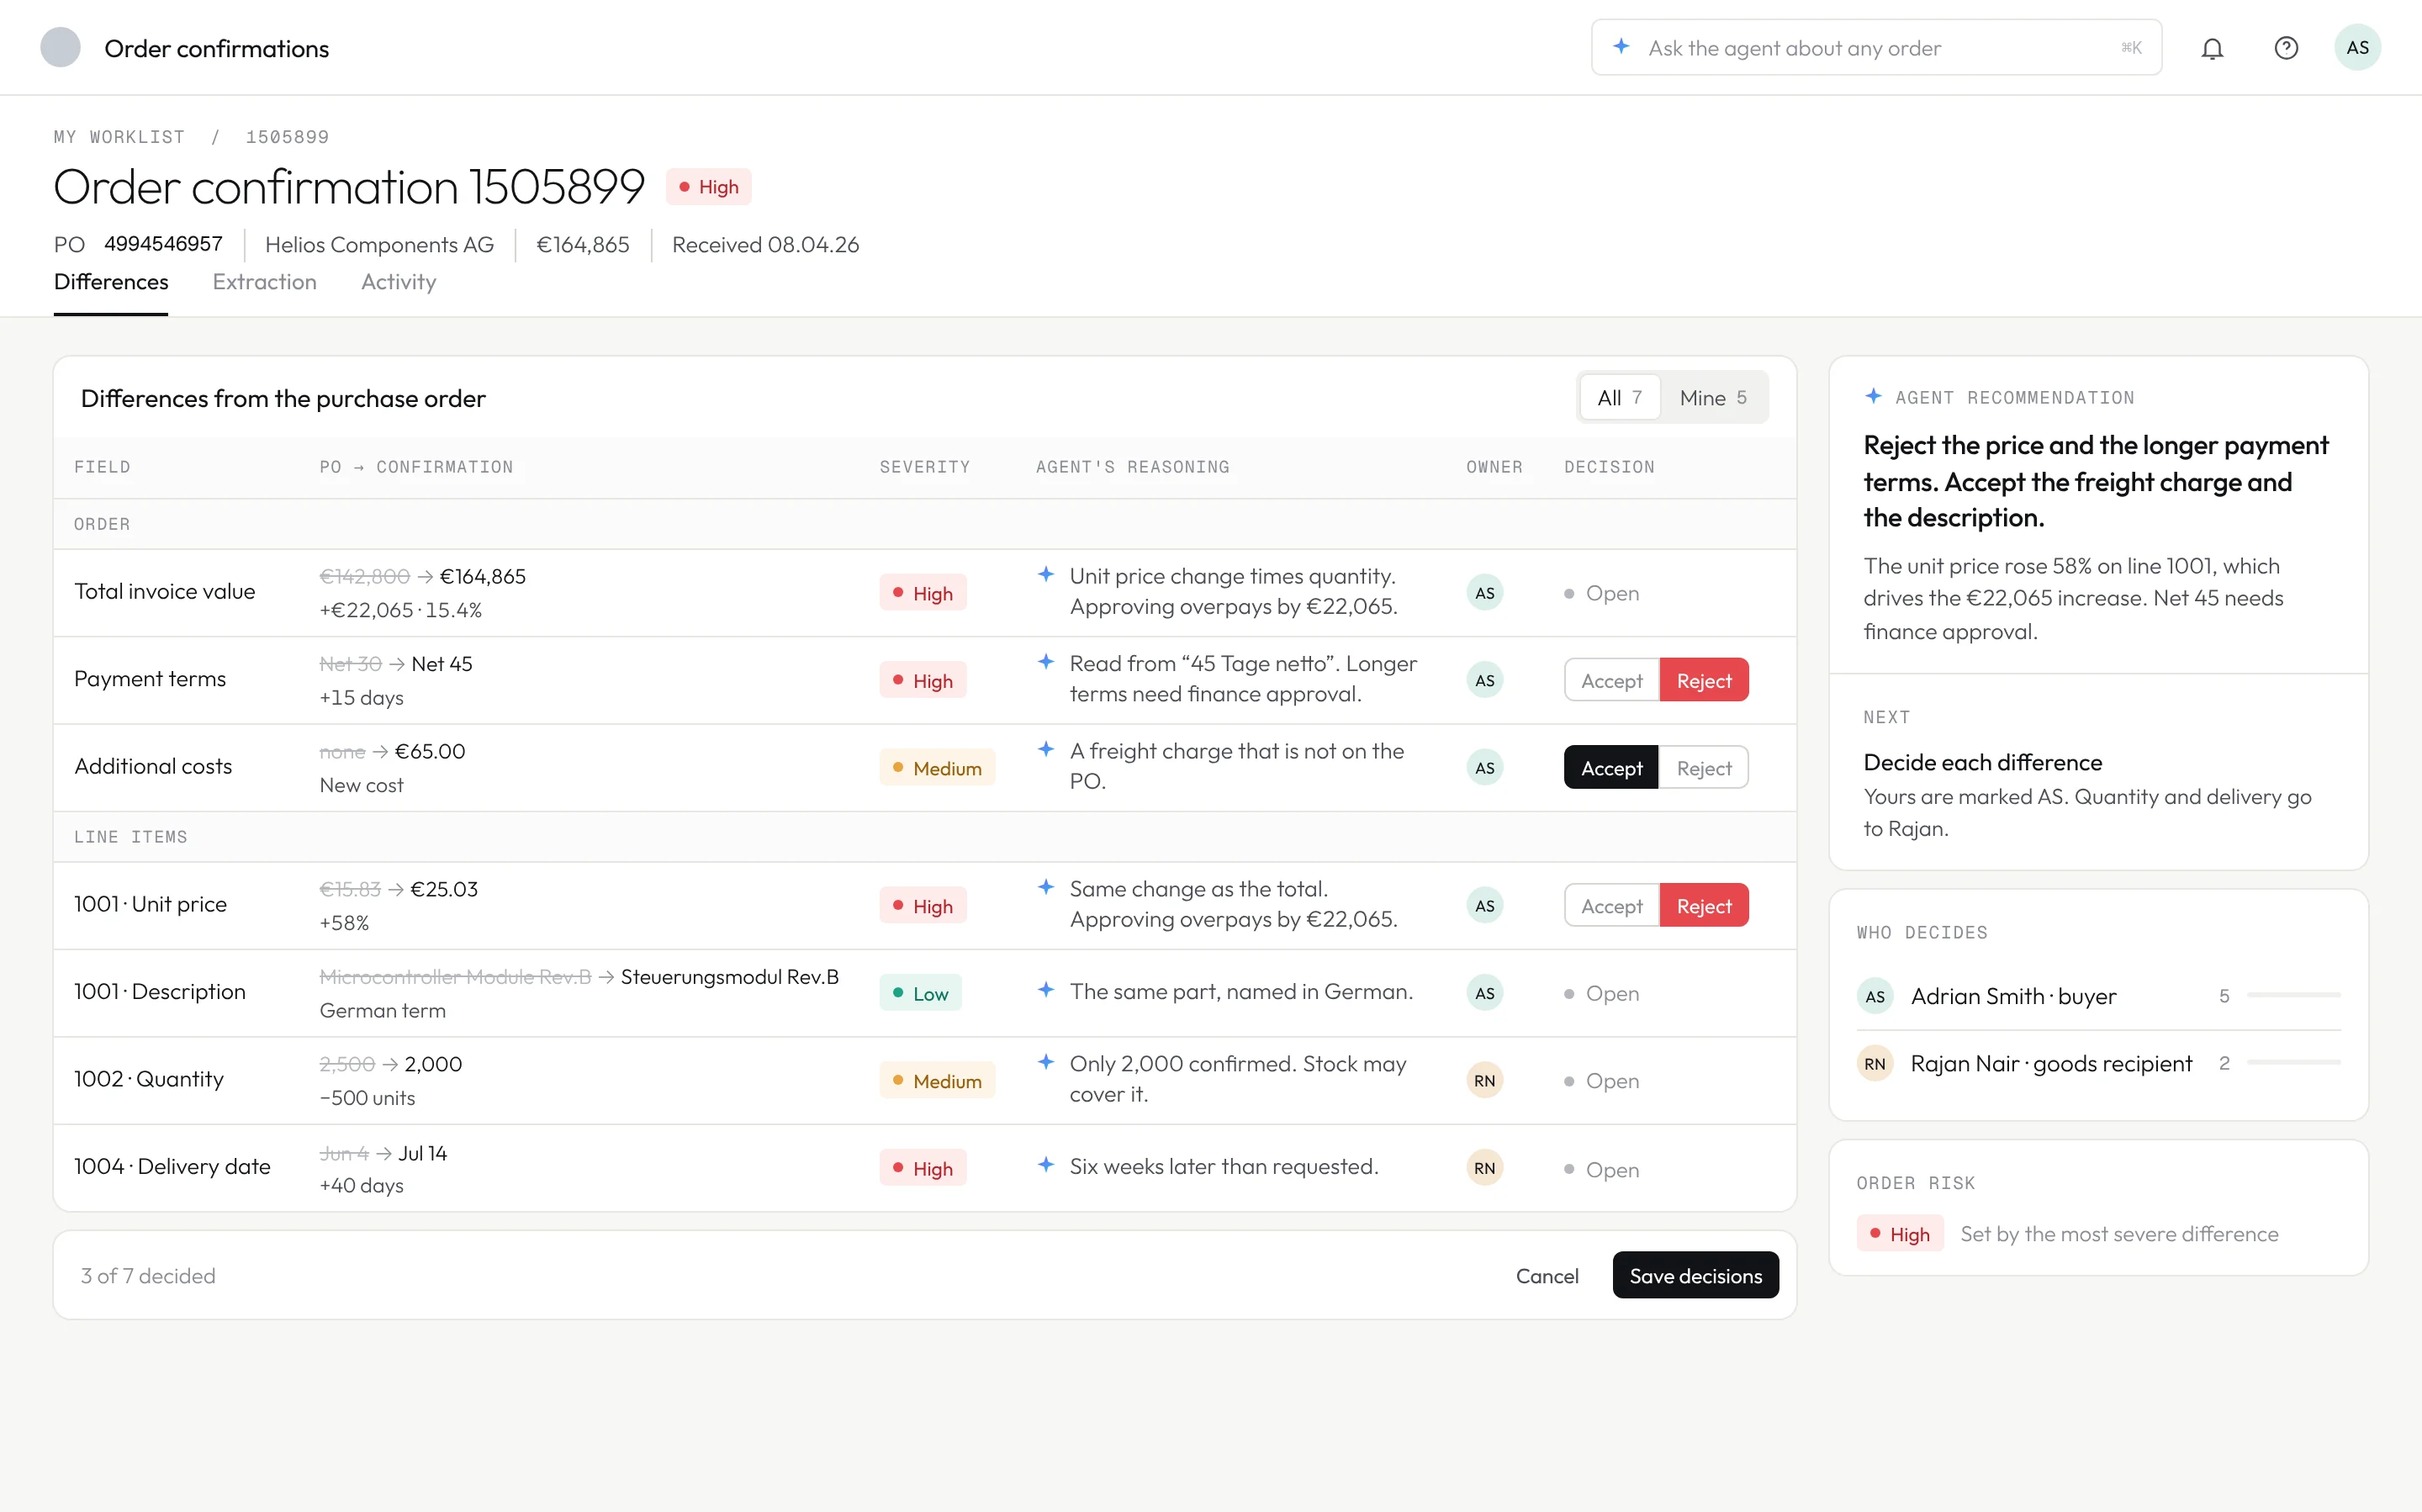 Order confirmations
Ask the agent about any order ⌘K
AS
MY WORKLIST / 1505899
Order confirmation 1505899 High
PO 4994546957 Helios Components AG €164,865 Received 08.04.26
Differences Extraction Activity
Differences from the purchase order
All 7 Mine 5
FIELD PO → CONFIRMATION SEVERITY AGENT'S REASONING OWNER DECISION
ORDER
Total invoice value
€142,800 → €164,865
+€22,065 · 15.4%
High
Unit price change times quantity.
Approving overpays by €22,065.
AS
Open
Payment terms
Net 30 → Net 45
+15 days
High
Read from “45 Tage netto”. Longer
terms need finance approval.
AS
Accept Reject
Additional costs
none → €65.00
New cost
Medium
A freight charge that is not on the
PO.
AS
Accept Reject
LINE ITEMS
1001 · Unit price
€15.83 → €25.03
+58%
High
Same change as the total.
Approving overpays by €22,065.
AS
Accept Reject
1001 · Description
Microcontroller Module Rev.B → Steuerungsmodul Rev.B
German term
Low
The same part, named in German.
AS
Open
1002 · Quantity
2,500 → 2,000
−500 units
Medium
Only 2,000 confirmed. Stock may
cover it.
RN
Open
1004 · Delivery date
Jun 4 → Jul 14
+40 days
High
Six weeks later than requested.
RN
Open
3 of 7 decided
Cancel
Save decisions
AGENT RECOMMENDATION
Reject the price and the longer payment
terms. Accept the freight charge and
the description.
The unit price rose 58% on line 1001, which
drives the €22,065 increase. Net 45 needs
finance approval.
NEXT
Decide each difference
Yours are marked AS. Quantity and delivery go
to Rajan.
WHO DECIDES
AS Adrian Smith · buyer 5
RN Rajan Nair · goods recipient 2
ORDER RISK
High Set by the most severe difference